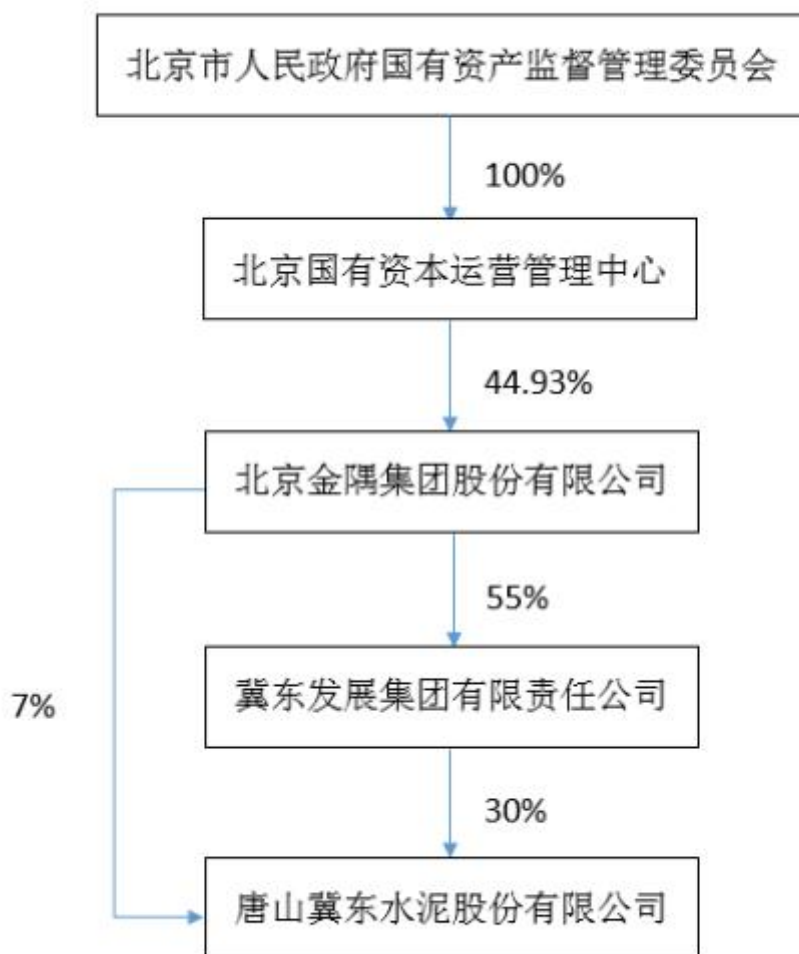 北京市人民政府国有资产监督管理委员会
100%
北京国有资本运营管理中心
44.93%
北京金隅集团股份有限公司
55%
冀东发展集团有限责任公司
7%
30%
唐山冀东水泥股份有限公司